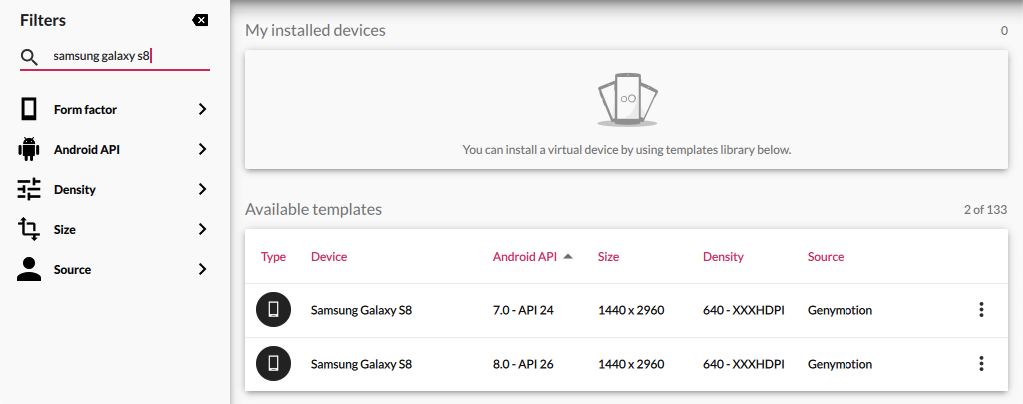 Filters
samsung galaxy s8
Form factor
Android API
Density
Size
Source
My installed devices 0
You can install a virtual device by using templates library below.
Available templates 2 of 133
Type Device Android API Size Density Source
Samsung Galaxy S8 7.0 - API 24 1440 x 2960 640 - XXXHDPI Genymotion
Samsung Galaxy S8 8.0 - API 26 1440 x 2960 640 - XXXHDPI Genymotion